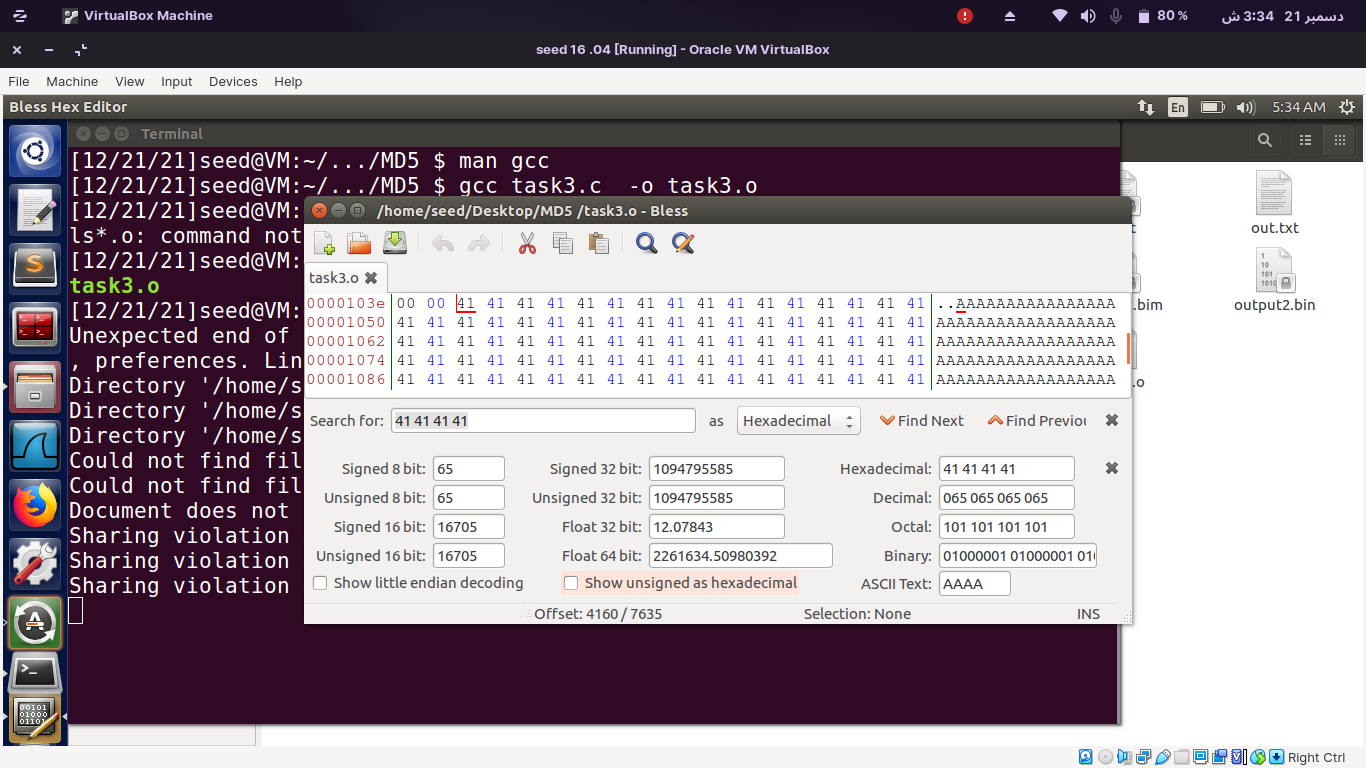 VirtualBox Machine
80 %
3:34 ش
21 دسمبر
seed 16 .04 [Running] - Oracle VM VirtualBox
File Machine View Input Devices Help
Bless Hex Editor
En
5:34 AM
Terminal
[12/21/21]seed@VM:~/.../MD5 $ man gcc
[12/21/21]seed@VM:~/.../MD5 $ gcc task3.c  -o task3.o
[12/21/21]seed@VM:
ls*.o: command not
[12/21/21]seed@VM:
task3.o
[12/21/21]seed@VM:
Unexpected end of
, preferences. Lin
Directory '/home/s
Directory '/home/s
Directory '/home/s
Could not find fil
Could not find fil
Document does not
Sharing violation
Sharing violation
Sharing violation
/home/seed/Desktop/MD5 /task3.o - Bless
task3.o
0000103e 00 00 41 41 41 41 41 41 41 41 41 41 41 41 41 41 41 41 ..AAAAAAAAAAAAAAAA
00001050 41 41 41 41 41 41 41 41 41 41 41 41 41 41 41 41 41 41 AAAAAAAAAAAAAAAAAA
00001062 41 41 41 41 41 41 41 41 41 41 41 41 41 41 41 41 41 41 AAAAAAAAAAAAAAAAAA
00001074 41 41 41 41 41 41 41 41 41 41 41 41 41 41 41 41 41 41 AAAAAAAAAAAAAAAAAA
00001086 41 41 41 41 41 41 41 41 41 41 41 41 41 41 41 41 41 41 AAAAAAAAAAAAAAAAAA
Search for: 41 41 41 41 as Hexadecimal Find Next Find Previou
Signed 8 bit: 65 Signed 32 bit: 1094795585 Hexadecimal: 41 41 41 41
Unsigned 8 bit: 65 Unsigned 32 bit: 1094795585 Decimal: 065 065 065 065
Signed 16 bit: 16705 Float 32 bit: 12.07843 Octal: 101 101 101 101
Unsigned 16 bit: 16705 Float 64 bit: 2261634.50980392 Binary: 01000001 01000001 010
Show little endian decoding Show unsigned as hexadecimal ASCII Text: AAAA
Offset: 4160 / 7635 Selection: None INS
t
out.txt
.bim
output2.bin
.o
Right Ctrl